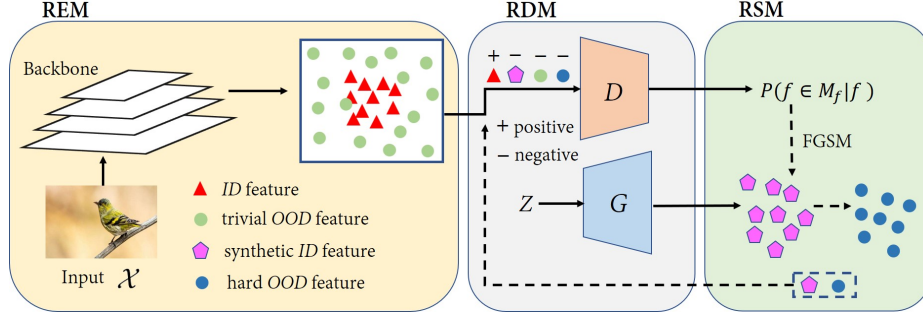 REM
RDM
RSM
Backbone
+ − − −
D
P(f ∈ M_f|f)
+ positive
− negative
FGSM
Z
G
ID feature
trivial OOD feature
synthetic ID feature
hard OOD feature
Input 𝒳